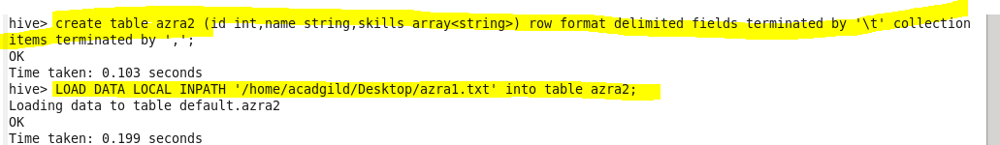 hive> create table azra2 (id int,name string,skills array<string>) row format delimited fields terminated by '\t' collection
items terminated by ',';
OK
Time taken: 0.103 seconds
hive> LOAD DATA LOCAL INPATH '/home/acadgild/Desktop/azra1.txt' into table azra2;
Loading data to table default.azra2
OK
Time taken: 0.199 seconds